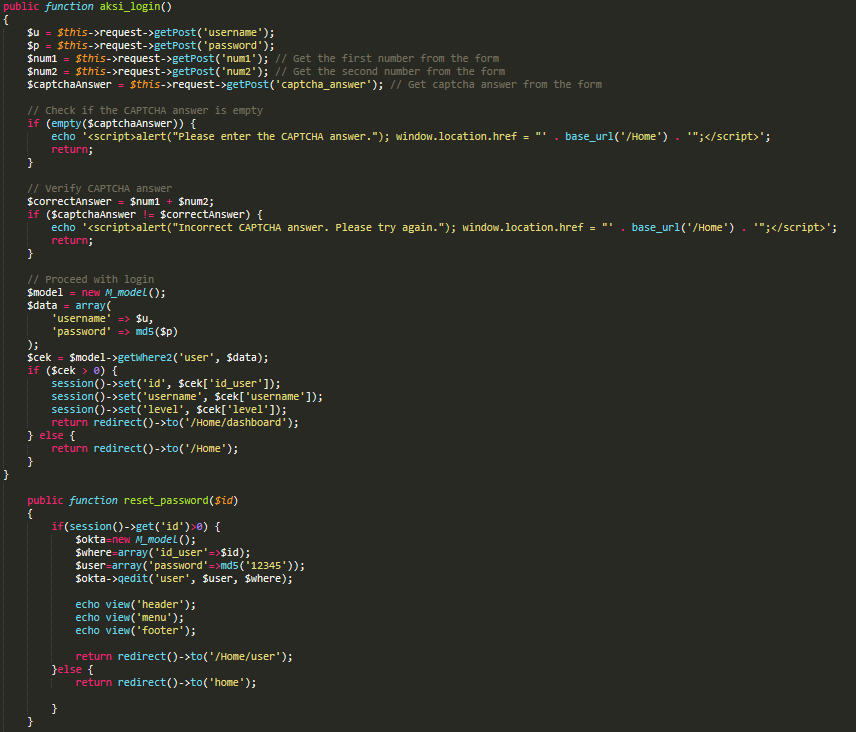 public function aksi_login()
{
$u = $this->request->getPost('username');
$p = $this->request->getPost('password');
$num1 = $this->request->getPost('num1'); // Get the first number from the form
$num2 = $this->request->getPost('num2'); // Get the second number from the form
$captchaAnswer = $this->request->getPost('captcha_answer'); // Get captcha answer from the form
// Check if the CAPTCHA answer is empty
if (empty($captchaAnswer)) {
echo '<script>alert("Please enter the CAPTCHA answer."); window.location.href = "' . base_url('/Home') . '";</script>';
return;
}
// Verify CAPTCHA answer
$correctAnswer = $num1 + $num2;
if ($captchaAnswer != $correctAnswer) {
echo '<script>alert("Incorrect CAPTCHA answer. Please try again."); window.location.href = "' . base_url('/Home') . '";</script>';
return;
}
// Proceed with login
$model = new M_model();
$data = array(
'username' => $u,
'password' => md5($p)
);
$cek = $model->getWhere2('user', $data);
if ($cek > 0) {
session()->set('id', $cek['id_user']);
session()->set('username', $cek['username']);
session()->set('level', $cek['level']);
return redirect()->to('/Home/dashboard');
} else {
return redirect()->to('/Home');
}
}
public function reset_password($id)
{
if(session()->get('id')>0) {
$okta=new M_model();
$where=array('id_user'=>$id);
$user=array('password'=>md5('12345'));
$okta->qedit('user', $user, $where);
echo view('header');
echo view('menu');
echo view('footer');
return redirect()->to('/Home/user');
}else {
return redirect()->to('home');
}
}